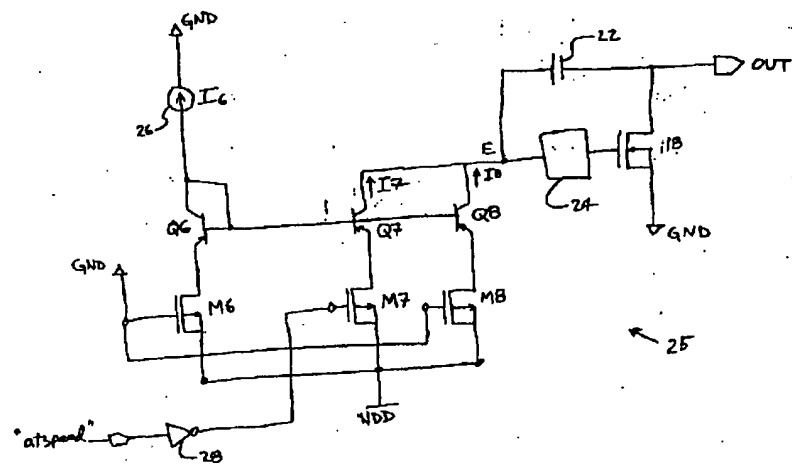 GND
22
OUT
I6
26
E
I7
I8
118
24
Q6
Q7
Q8
GND
GND
M6
M7
M8
25
VDD
"atspeed"
28